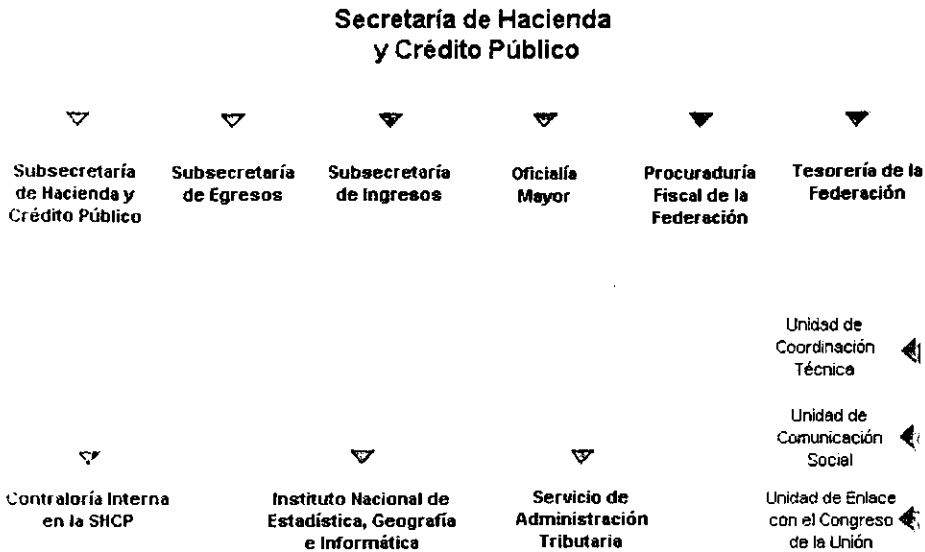 Secretaría de Hacienda
y Crédito Público
Subsecretaría
de Hacienda y
Crédito Público
Subsecretaría
de Egresos
Subsecretaría
de Ingresos
Oficialía
Mayor
Procuraduría
Fiscal de la
Federación
Tesorería de la
Federación
Unidad de
Coordinación
Técnica
Unidad de
Comunicación
Social
Contraloría Interna
en la SHCP
Instituto Nacional de
Estadística, Geografía
e Informática
Servicio de
Administración
Tributaria
Unidad de Enlace
con el Congreso
de la Unión